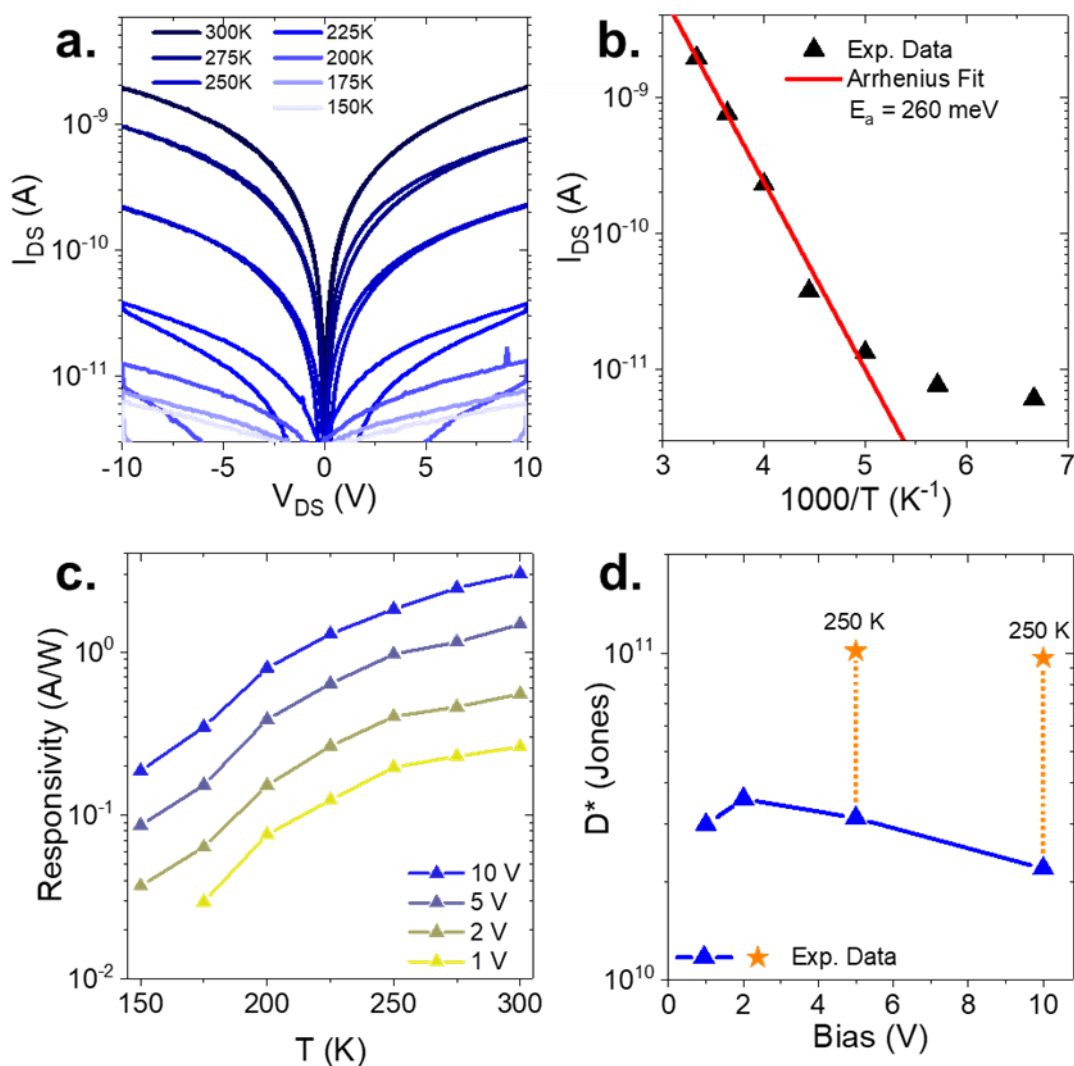 a.
300K 225K
275K 200K
250K 175K
150K
I_DS (A)
10^-9
10^-10
10^-11
-10 -5 0 5 10
V_DS (V)
b.
Exp. Data
Arrhenius Fit
E_a = 260 meV
I_DS (A)
10^-9
10^-10
10^-11
3 4 5 6 7
1000/T (K^-1)
c.
Responsivity (A/W)
10^0
10^-1
10^-2
10 V
5 V
2 V
1 V
150 200 250 300
T (K)
d.
250 K 250 K
D* (Jones)
10^11
10^10
Exp. Data
0 2 4 6 8 10
Bias (V)